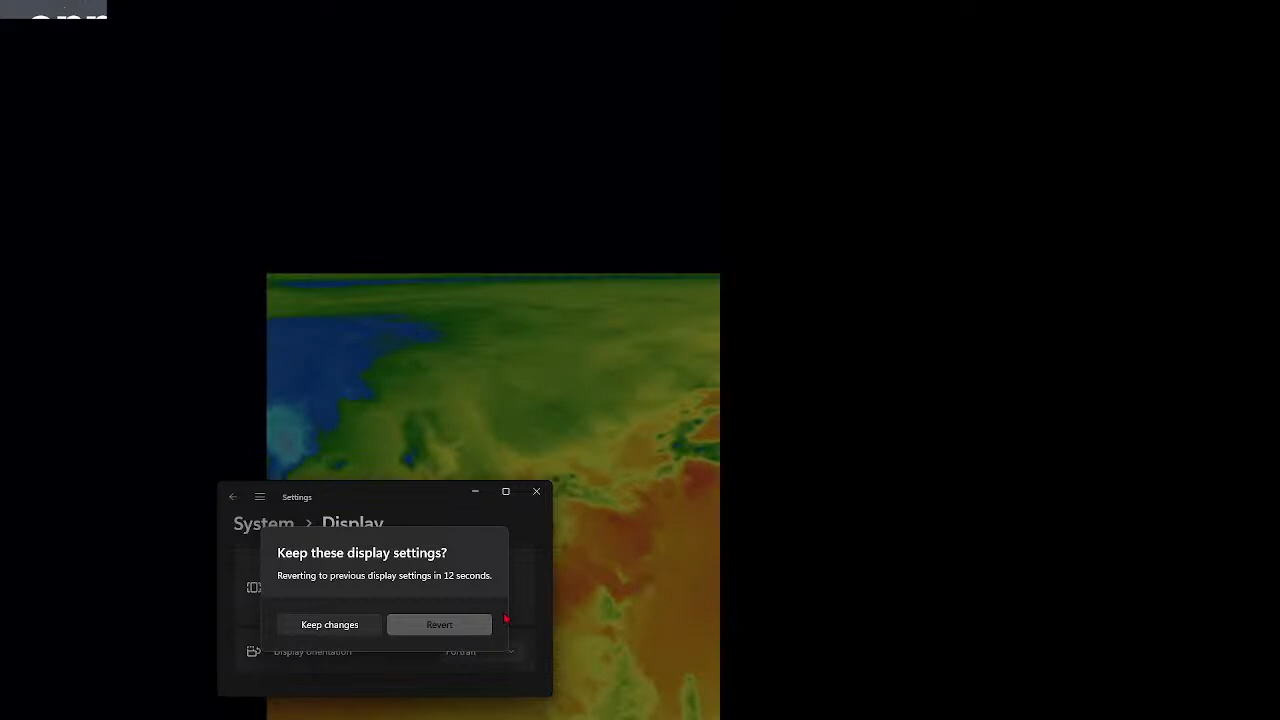 Settings
System > Display
Keep these display settings?
Reverting to previous display settings in 12 seconds.
Keep changes
Revert
Display orientation
Portrait